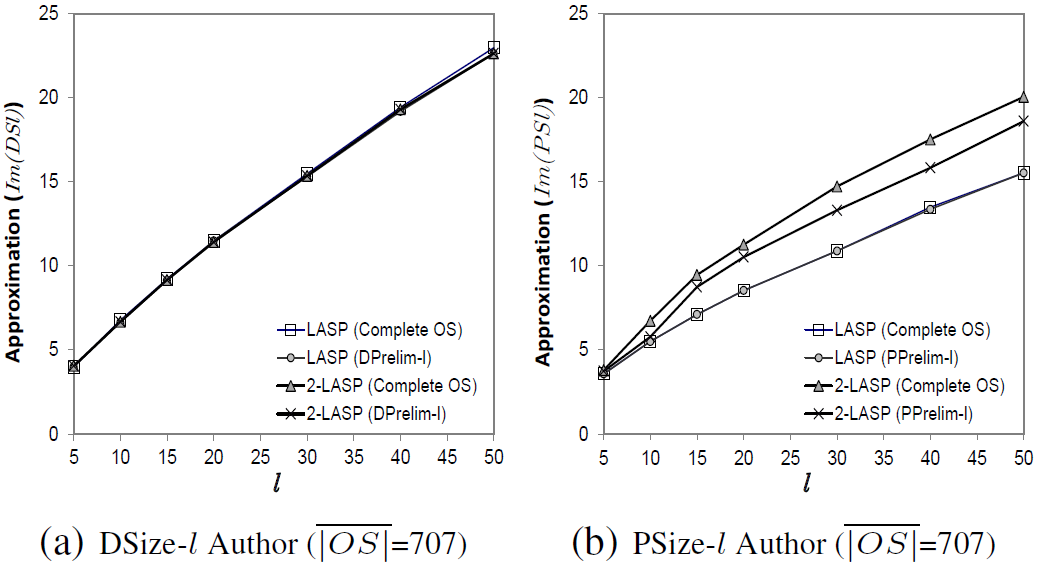 25
20
15
10
5
0
Approximation (Im(DSl))
LASP (Complete OS)
LASP (DPrelim-I)
2-LASP (Complete OS)
2-LASP (DPrelim-I)
5 10 15 20 25 30 35 40 45 50
l
(a) DSize-l Author (|OS|=707)
25
20
15
10
5
0
Approximation (Im(PSl))
LASP (Complete OS)
LASP (PPrelim-I)
2-LASP (Complete OS)
2-LASP (PPrelim-I)
5 10 15 20 25 30 35 40 45 50
l
(b) PSize-l Author (|OS|=707)